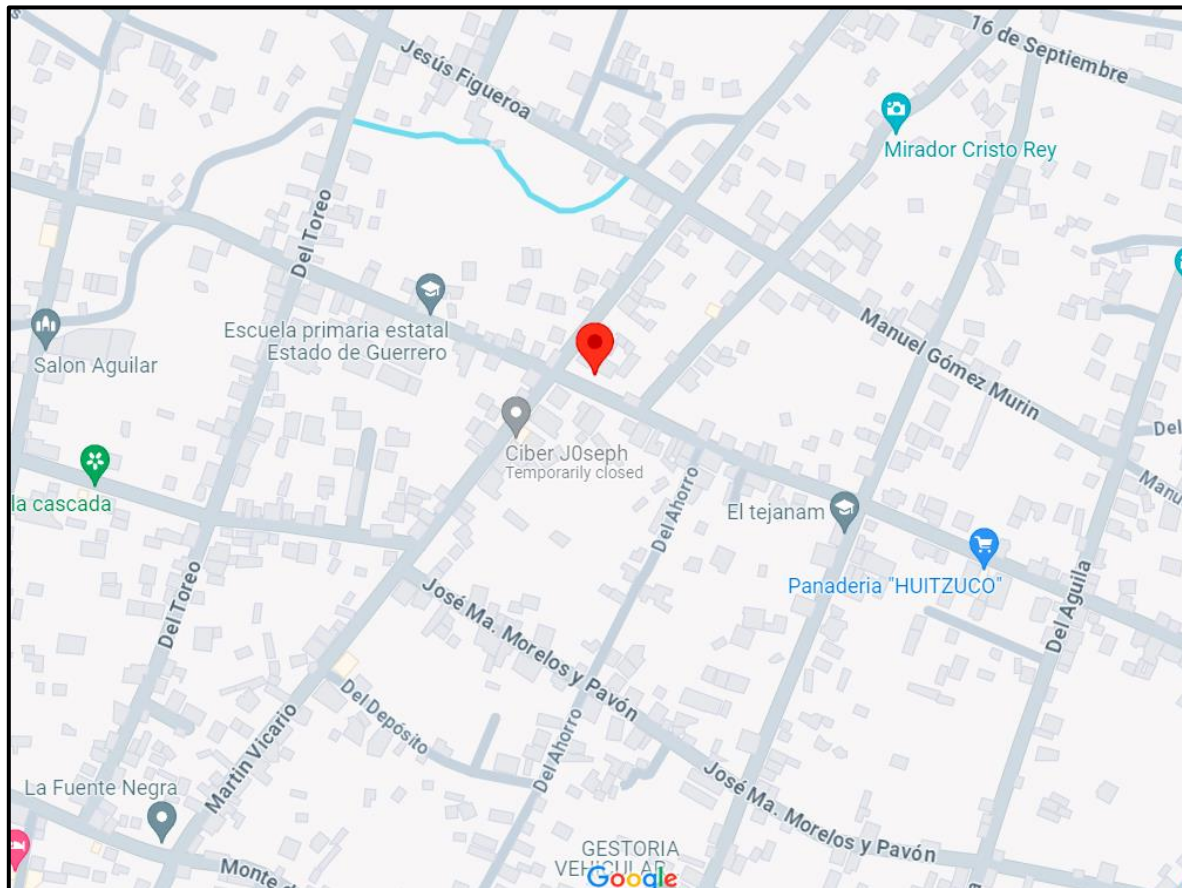 16 de Septiembre
Jesús Figueroa
Mirador Cristo Rey
Del Toreo
Escuela primaria estatal
Estado de Guerrero
Salon Aguilar
Manuel Gómez Murin
Ciber J0seph
Temporarily closed
la cascada
El tejanam
Del Ahorro
Panaderia "HUITZUCO"
Del Aguila
Del Toreo
José Ma. Morelos y Pavón
Del Depósito
Martin Vicario
Del Ahorro
José Ma. Morelos y Pavón
La Fuente Negra
GESTORIA
VEHICULAR
Monte d
Google